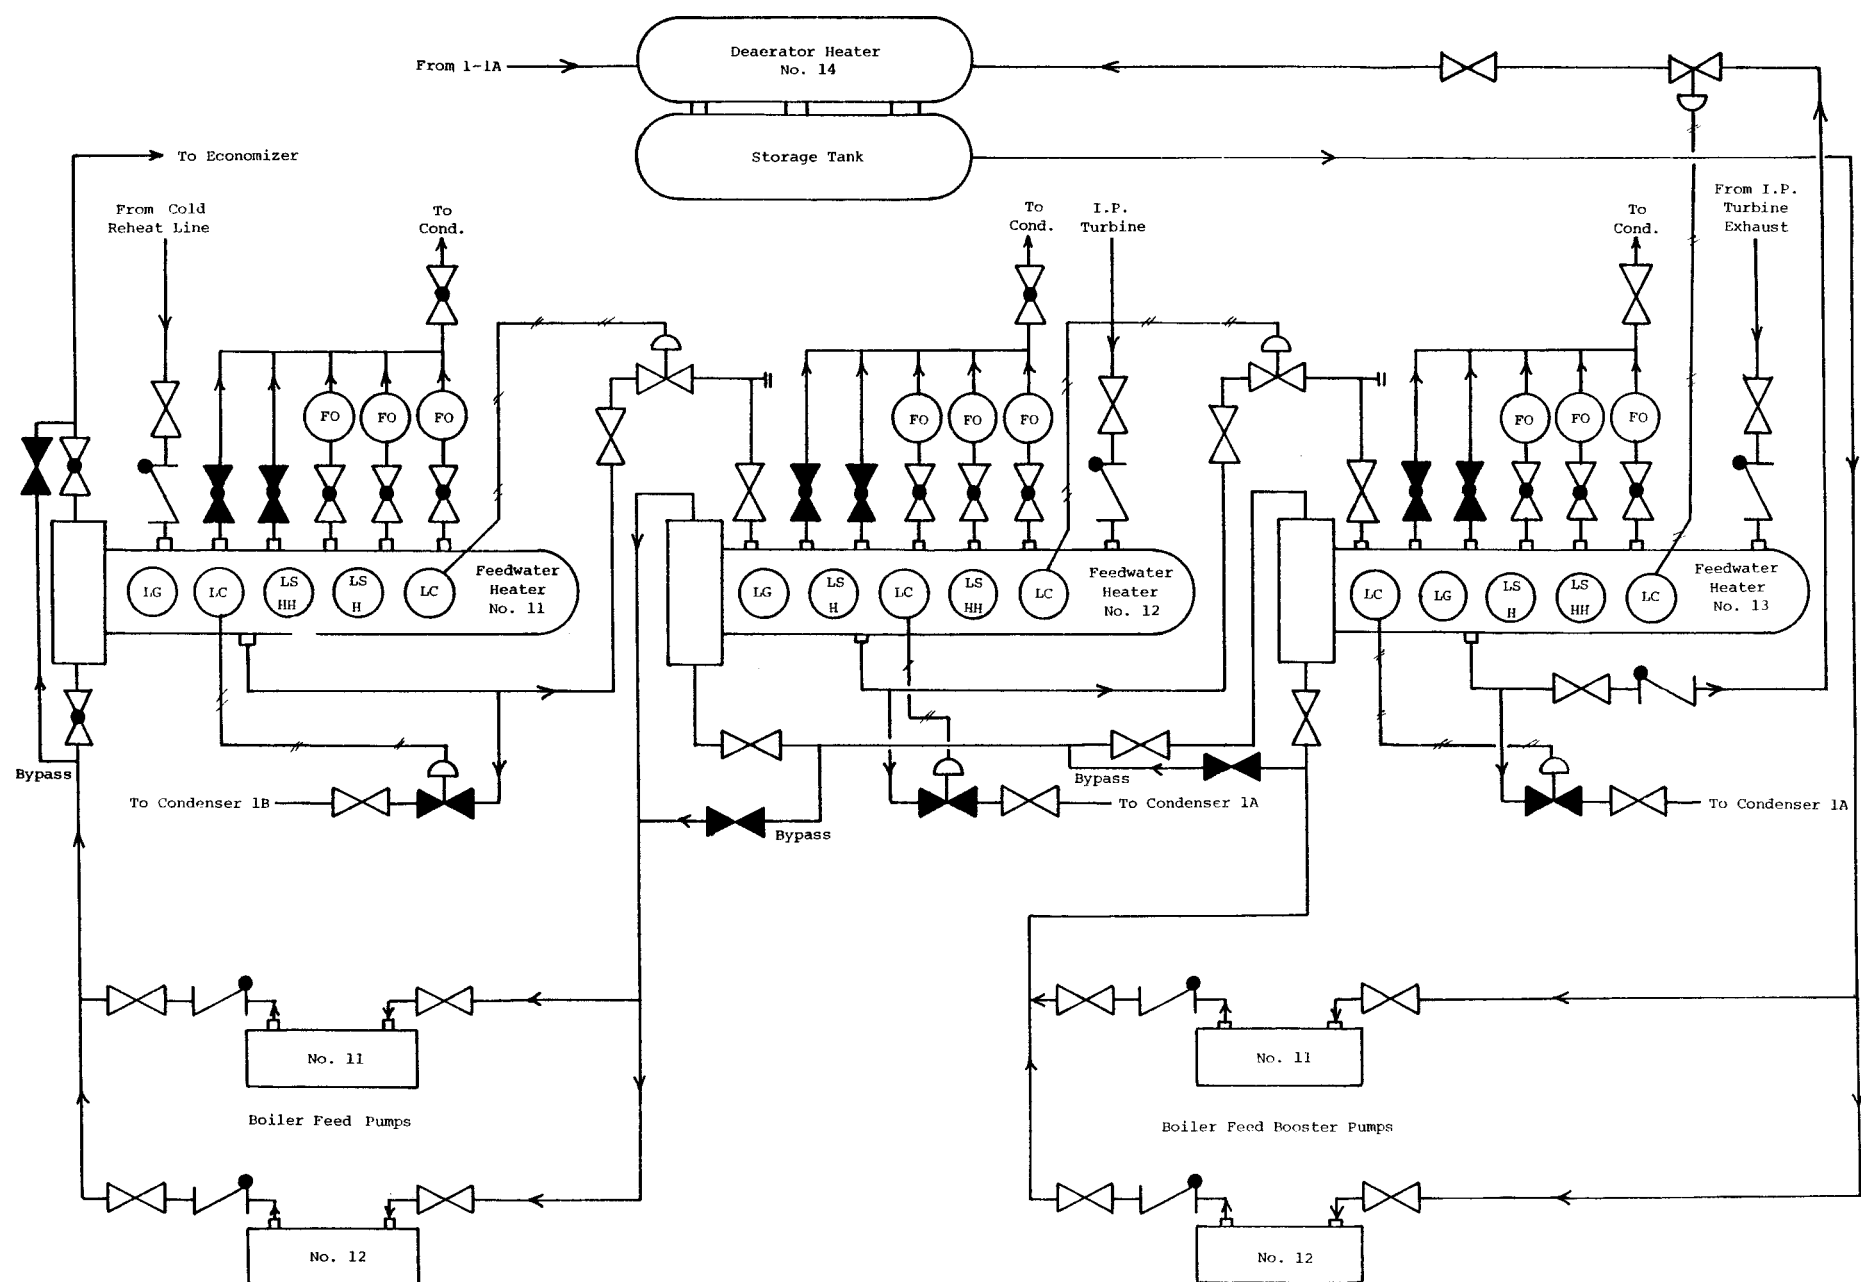 Deaerator Heater
No. 14
From 1-1A
Storage Tank
To Economizer
From Cold
Reheat Line
To
Cond.
To
Cond.
I.P.
Turbine
To
Cond.
From I.P.
Turbine
Exhaust
FO
FO
FO
FO
FO
FO
FO
FO
FO
LG
LC
LS
HH
LS
H
LC
Feedwater
Heater
No. 11
LG
LS
H
LC
LS
HH
LC
Feedwater
Heater
No. 12
LC
LG
LS
H
LS
HH
LC
Feedwater
Heater
No. 13
Bypass
To Condenser 1B
Bypass
To Condenser 1A
To Condenser 1A
Bypass
No. 11
No. 11
Boiler Feed Pumps
Boiler Feed Booster Pumps
No. 12
No. 12